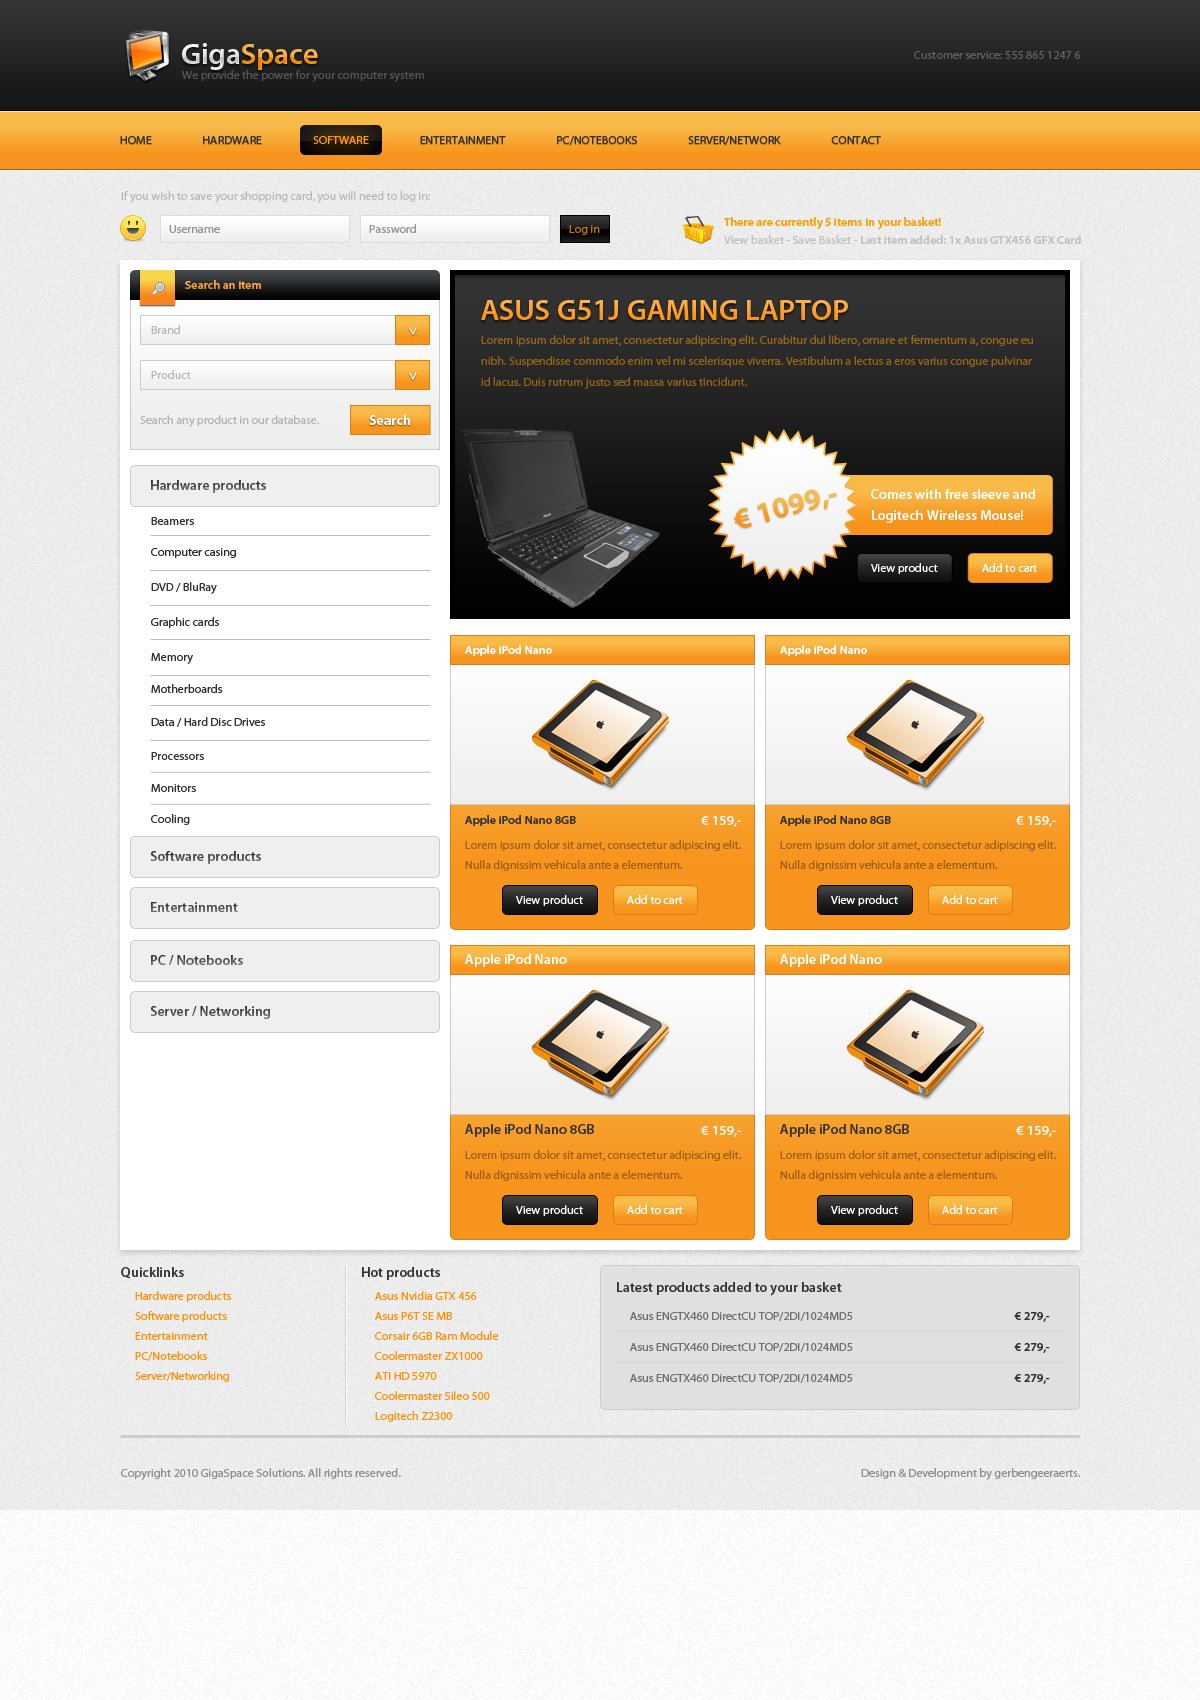 GigaSpace
We provide the power for your computer system
Customer service: 555 865 1247 6
HOME
HARDWARE
SOFTWARE
ENTERTAINMENT
PC/NOTEBOOKS
SERVER/NETWORK
CONTACT
If you wish to save your shopping card, you will need to log in:
Username
Password
Log in
There are currently 5 items in your basket!
View basket - Save Basket - Last item added: 1x Asus GTX456 GFX Card
Search an item
Brand
V
Product
V
Search any product in our database.
Search
Hardware products
Beamers
Computer casing
DVD / BluRay
Graphic cards
Memory
Motherboards
Data / Hard Disc Drives
Processors
Monitors
Cooling
Software products
Entertainment
PC / Notebooks
Server / Networking
ASUS G51J GAMING LAPTOP
Lorem ipsum dolor sit amet, consectetur adipiscing elit. Curabitur dui libero, ornare et fermentum a, congue eu
nibh. Suspendisse commodo enim vel mi scelerisque viverra. Vestibulum a lectus a eros varius congue pulvinar
id lacus. Duis rutrum justo sed massa varius tincidunt.
€ 1099,-
Comes with free sleeve and
Logitech Wireless Mouse!
View product
Add to cart
Apple iPod Nano
Apple iPod Nano 8GB
€ 159,-
Lorem ipsum dolor sit amet, consectetur adipiscing elit.
Nulla dignissim vehicula ante a elementum.
View product
Add to cart
Apple iPod Nano
Apple iPod Nano 8GB
€ 159,-
Lorem ipsum dolor sit amet, consectetur adipiscing elit.
Nulla dignissim vehicula ante a elementum.
View product
Add to cart
Apple iPod Nano
Apple iPod Nano 8GB
€ 159,-
Lorem ipsum dolor sit amet, consectetur adipiscing elit.
Nulla dignissim vehicula ante a elementum.
View product
Add to cart
Apple iPod Nano
Apple iPod Nano 8GB
€ 159,-
Lorem ipsum dolor sit amet, consectetur adipiscing elit.
Nulla dignissim vehicula ante a elementum.
View product
Add to cart
Quicklinks
Hardware products
Software products
Entertainment
PC/Notebooks
Server/Networking
Hot products
Asus Nvidia GTX 456
Asus P6T SE MB
Corsair 6GB Ram Module
Coolermaster ZX1000
ATI HD 5970
Coolermaster Sileo 500
Logitech Z2300
Latest products added to your basket
Asus ENGTX460 DirectCU TOP/2DI/1024MD5 € 279,-
Asus ENGTX460 DirectCU TOP/2DI/1024MD5 € 279,-
Asus ENGTX460 DirectCU TOP/2DI/1024MD5 € 279,-
Copyright 2010 GigaSpace Solutions. All rights reserved.
Design & Development by gerbengeeraerts.